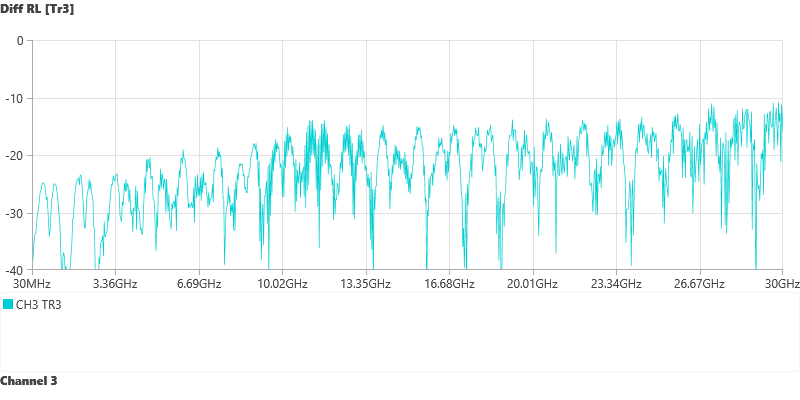 Diff RL [Tr3]
0
-10
-20
-30
-40
30MHz 3.36GHz 6.69GHz 10.02GHz 13.35GHz 16.68GHz 20.01GHz 23.34GHz 26.67GHz 30GHz
CH3 TR3
Channel 3